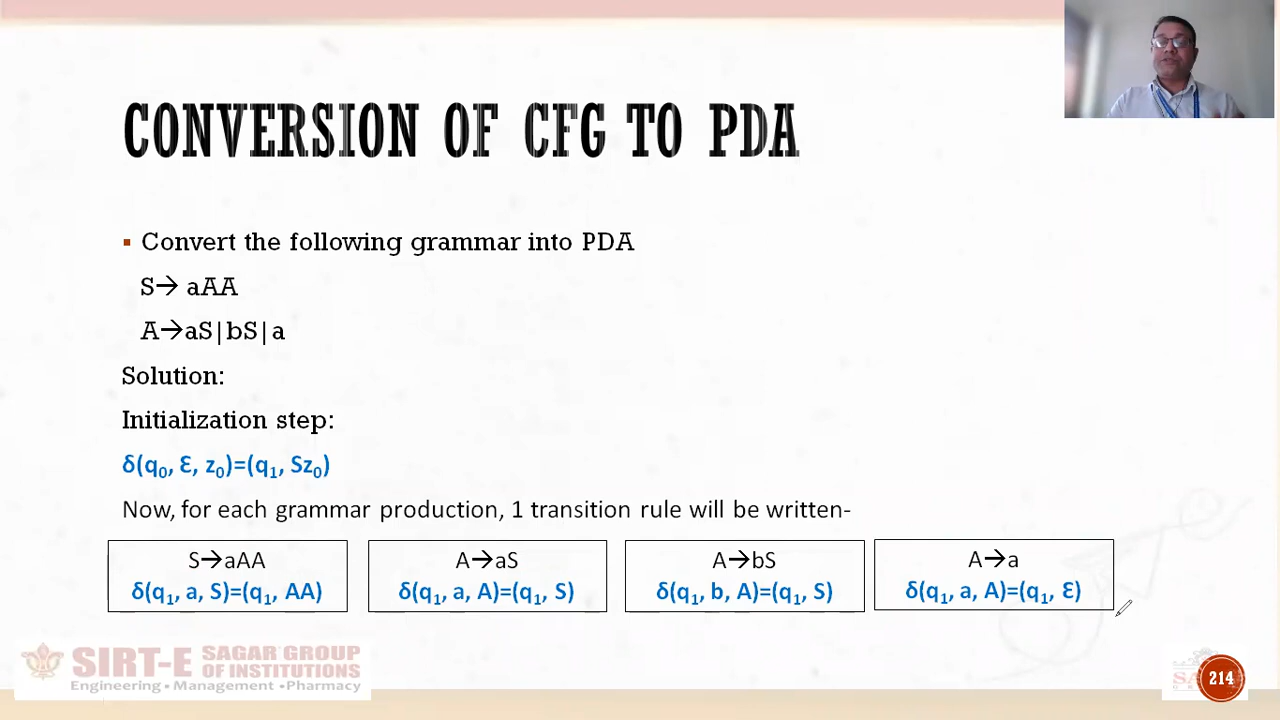 CONVERSION OF CFG TO PDA
▪ Convert the following grammar into PDA
S→ aAA
A→aS|bS|a
Solution:
Initialization step:
δ(q₀, Ɛ, z₀)=(q₁, Sz₀)
Now, for each grammar production, 1 transition rule will be written-
S→aAA
δ(q₁, a, S)=(q₁, AA)
A→aS
δ(q₁, a, A)=(q₁, S)
A→bS
δ(q₁, b, A)=(q₁, S)
A→a
δ(q₁, a, A)=(q₁, Ɛ)
SIRT-E SAGAR GROUP
OF INSTITUTIONS
Engineering • Management • Pharmacy
214